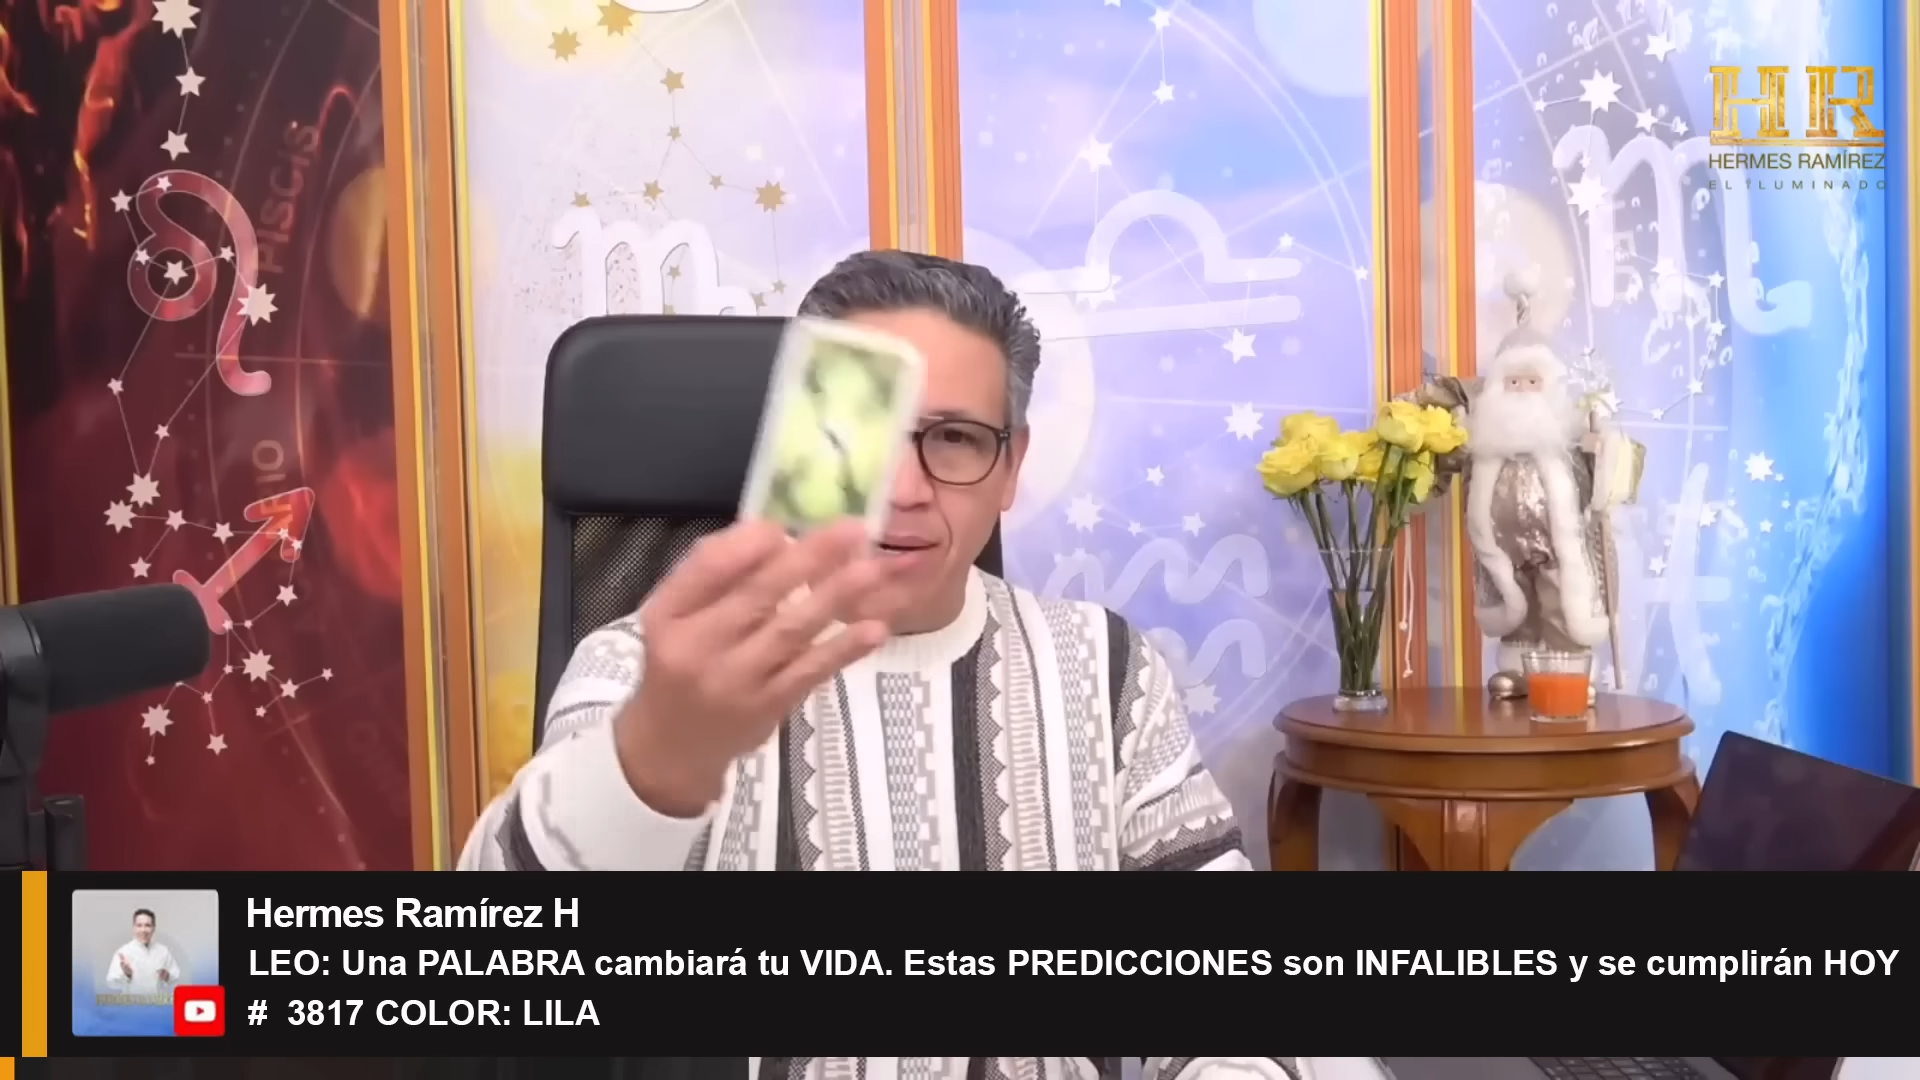 HR
HERMES RAMÍREZ
EL ILUMINADO
PISCIS
Hermes Ramírez H
LEO: Una PALABRA cambiará tu VIDA. Estas PREDICCIONES son INFALIBLES y se cumplirán HOY
# 3817 COLOR: LILA